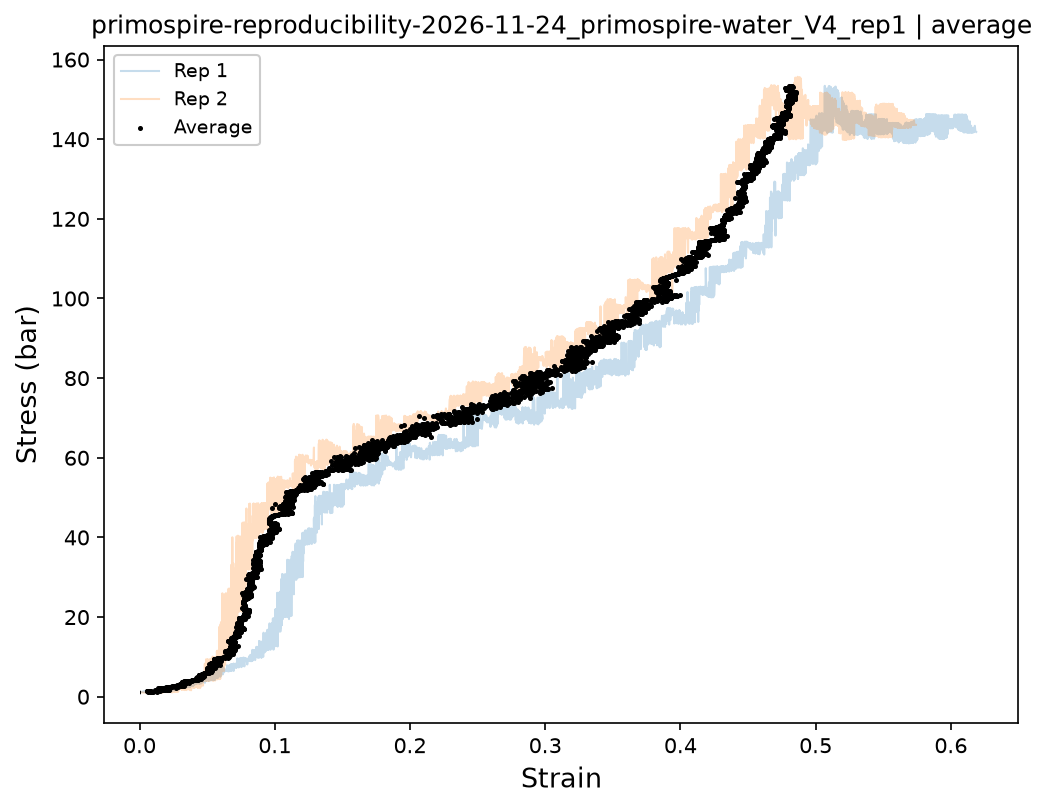 primospire-reproducibility-2026-11-24_primospire-water_V4_rep1 | average
Rep 1
Rep 2
Average
160
140
120
100
80
60
40
20
0
Stress (bar)
0.0 0.1 0.2 0.3 0.4 0.5 0.6
Strain